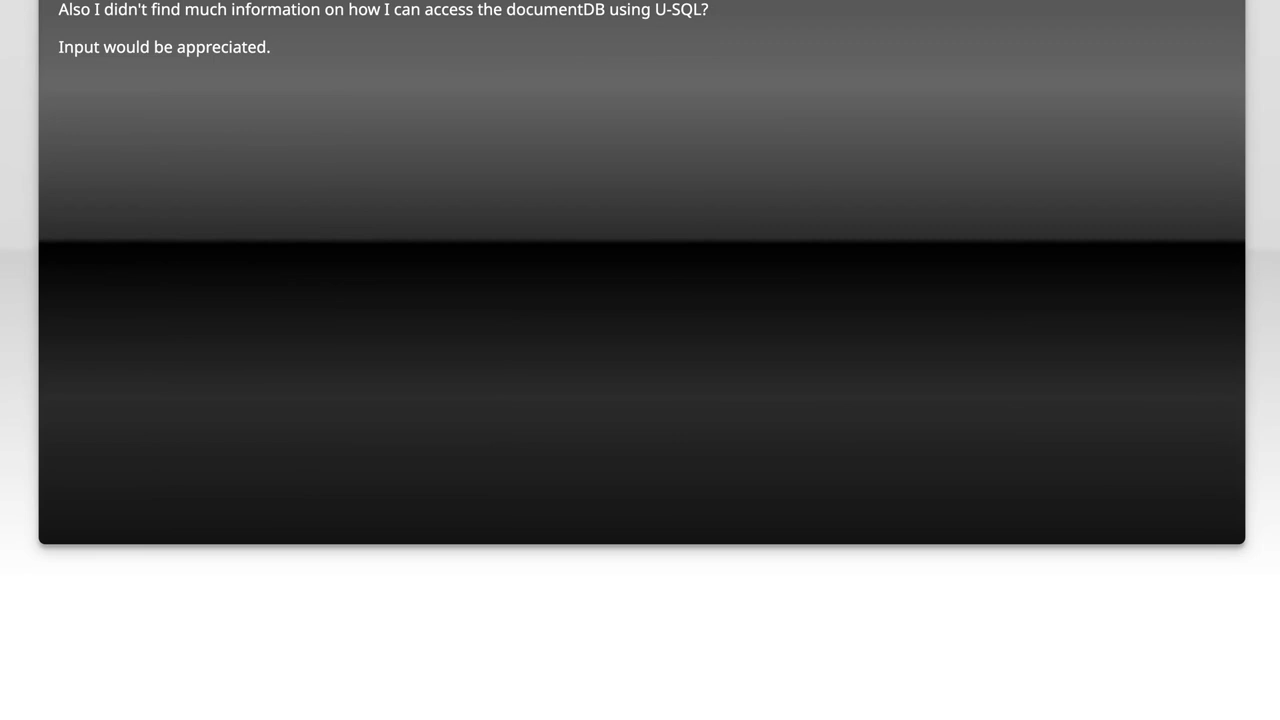 Also I didn't find much information on how I can access the documentDB using U-SQL?
Input would be appreciated.